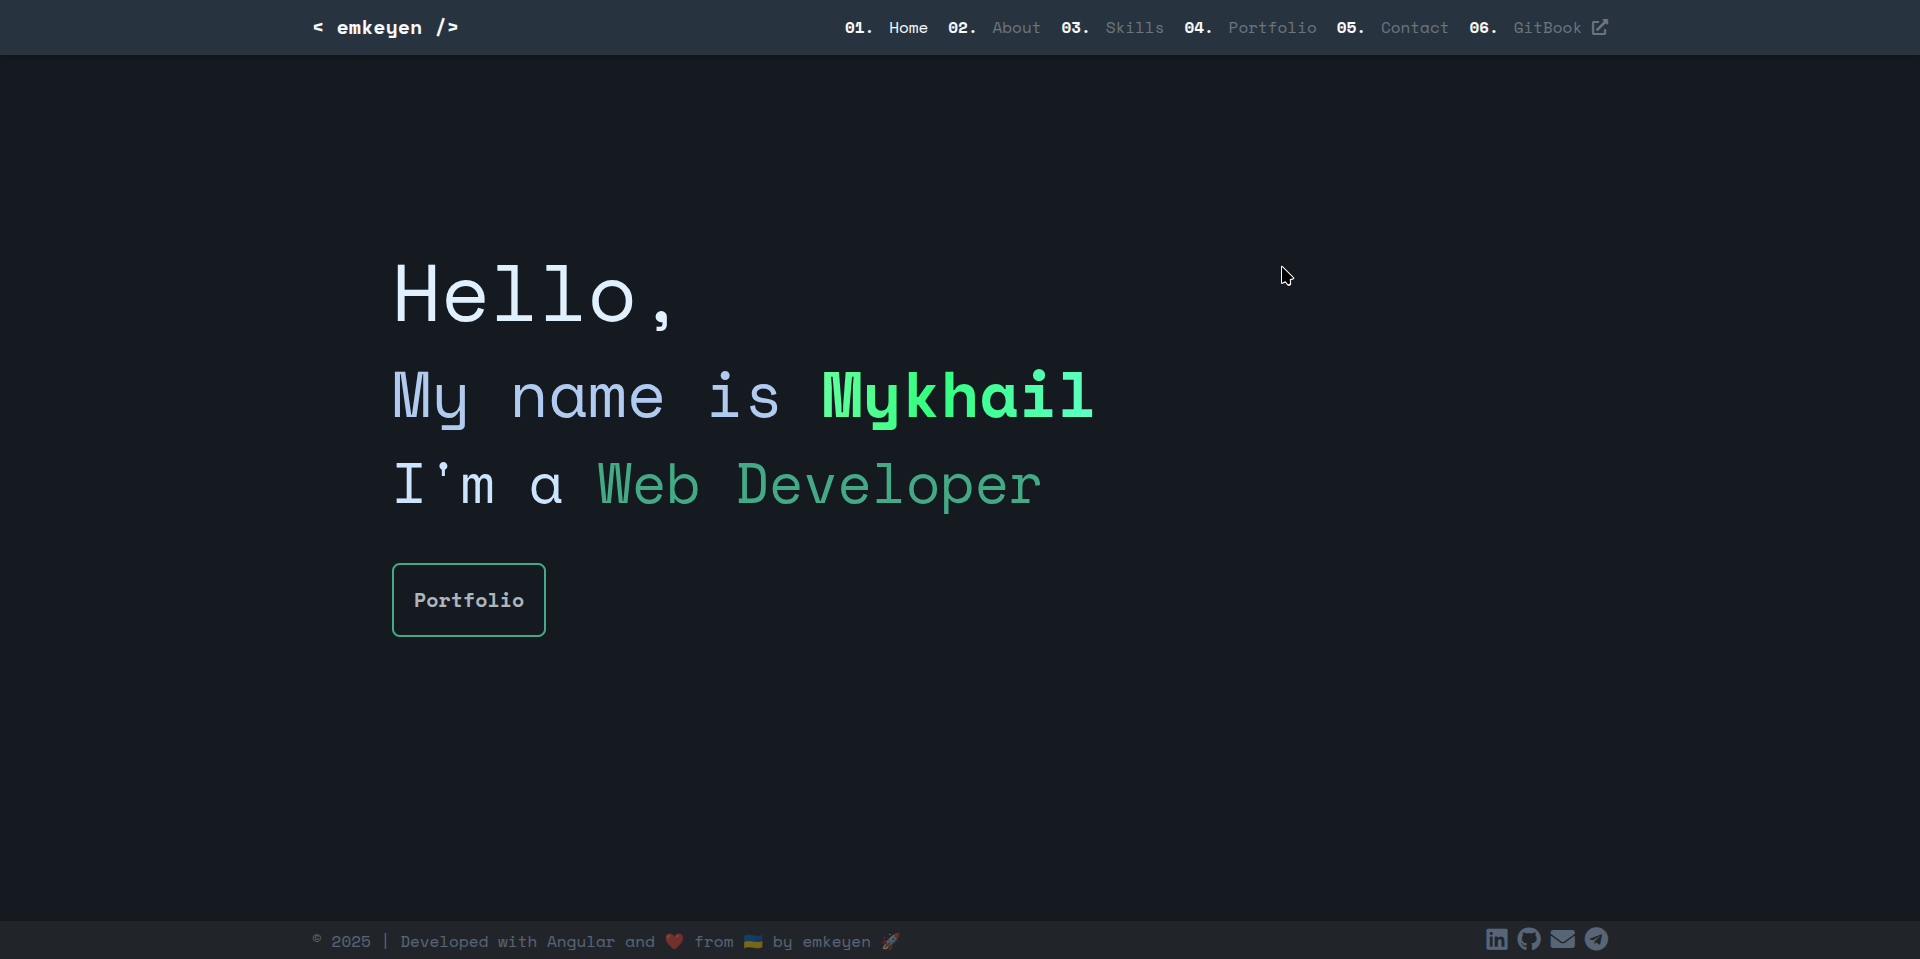 < emkeyen />
01. Home 02. About 03. Skills 04. Portfolio 05. Contact 06. GitBook
Hello,
My name is Mykhail
I'm a Web Developer
Portfolio
© 2025 | Developed with Angular and ❤️ from 🇺🇦 by emkeyen 🚀